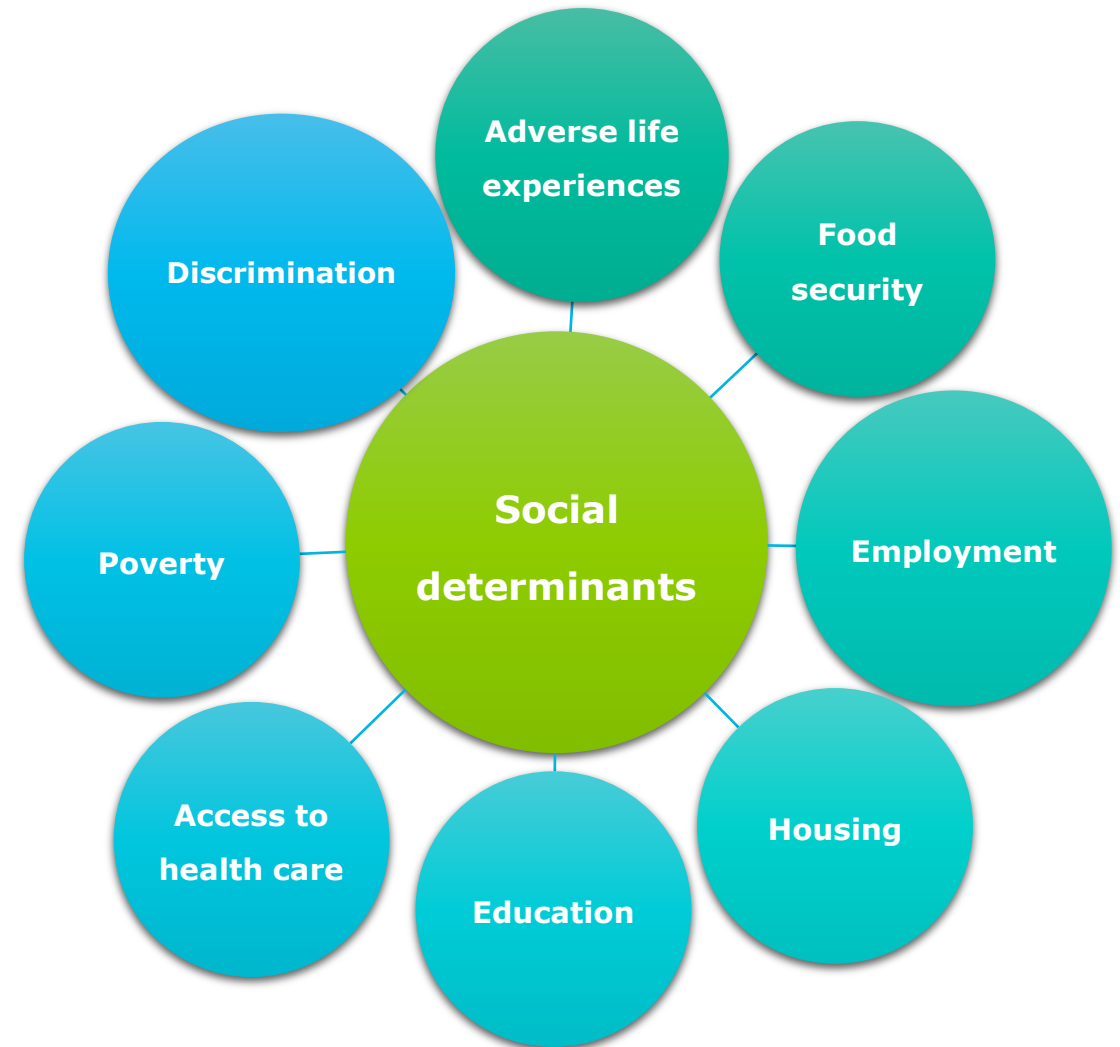 Adverse life
experiences
Food
security
Employment
Housing
Education
Access to
health care
Poverty
Discrimination
Social
determinants